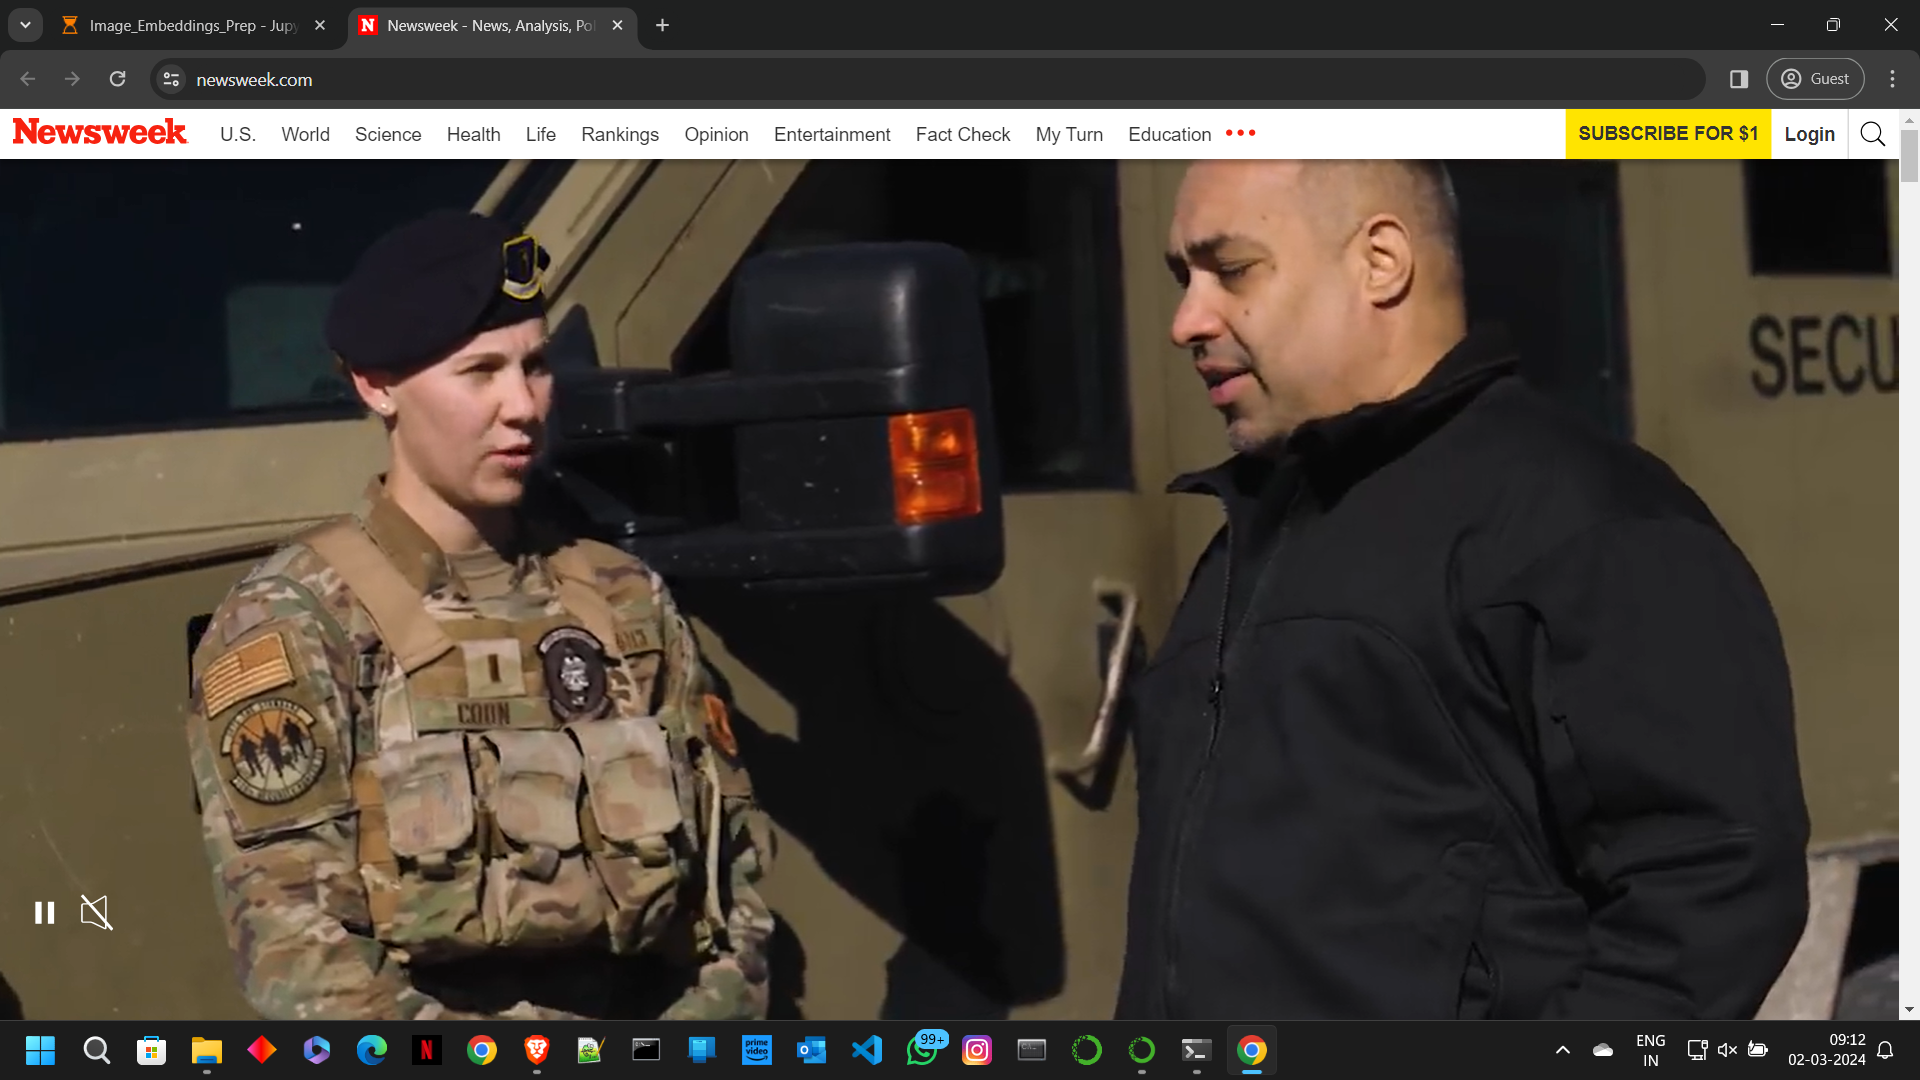 Image_Embeddings_Prep - Jupy
Newsweek - News, Analysis, Pol
newsweek.com
Guest
Newsweek
U.S. World Science Health Life Rankings Opinion Entertainment Fact Check My Turn Education
SUBSCRIBE FOR $1
Login
SECU
COON
99+
prime
video
ENG
IN
09:12
02-03-2024